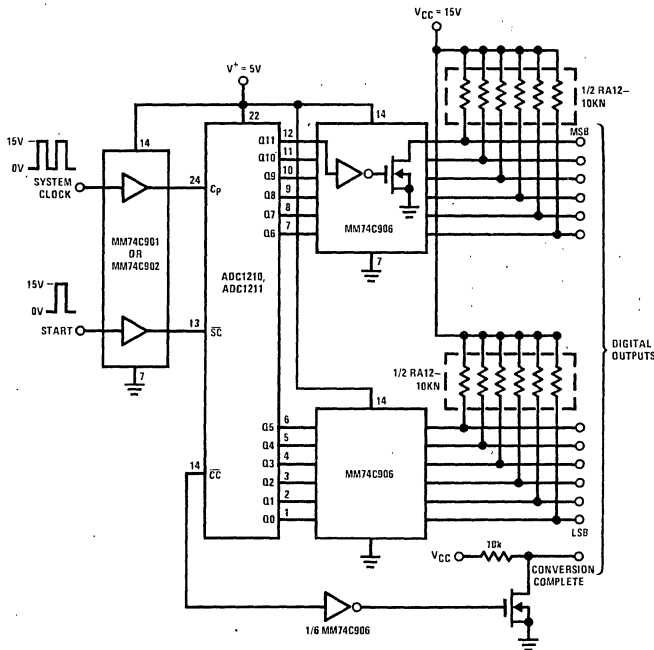 VCC = 15V
V+ = 5V
1/2 RA12–
10KN
15V
0V
SYSTEM
CLOCK
14
22
24
CP
MM74C901
OR
MM74C902
15V
0V
START
7
13
SC
ADC1210,
ADC1211
Q11
12
Q10
11
Q9
10
Q8
9
Q7
8
Q6
7
14
MM74C906
7
MSB
DIGITAL
OUTPUTS
1/2 RA12–
10KN
14
CC
Q5
6
Q4
5
Q3
4
Q2
3
Q1
2
Q0
1
14
MM74C906
LSB
VCC
10k
CONVERSION
COMPLETE
1/6 MM74C906